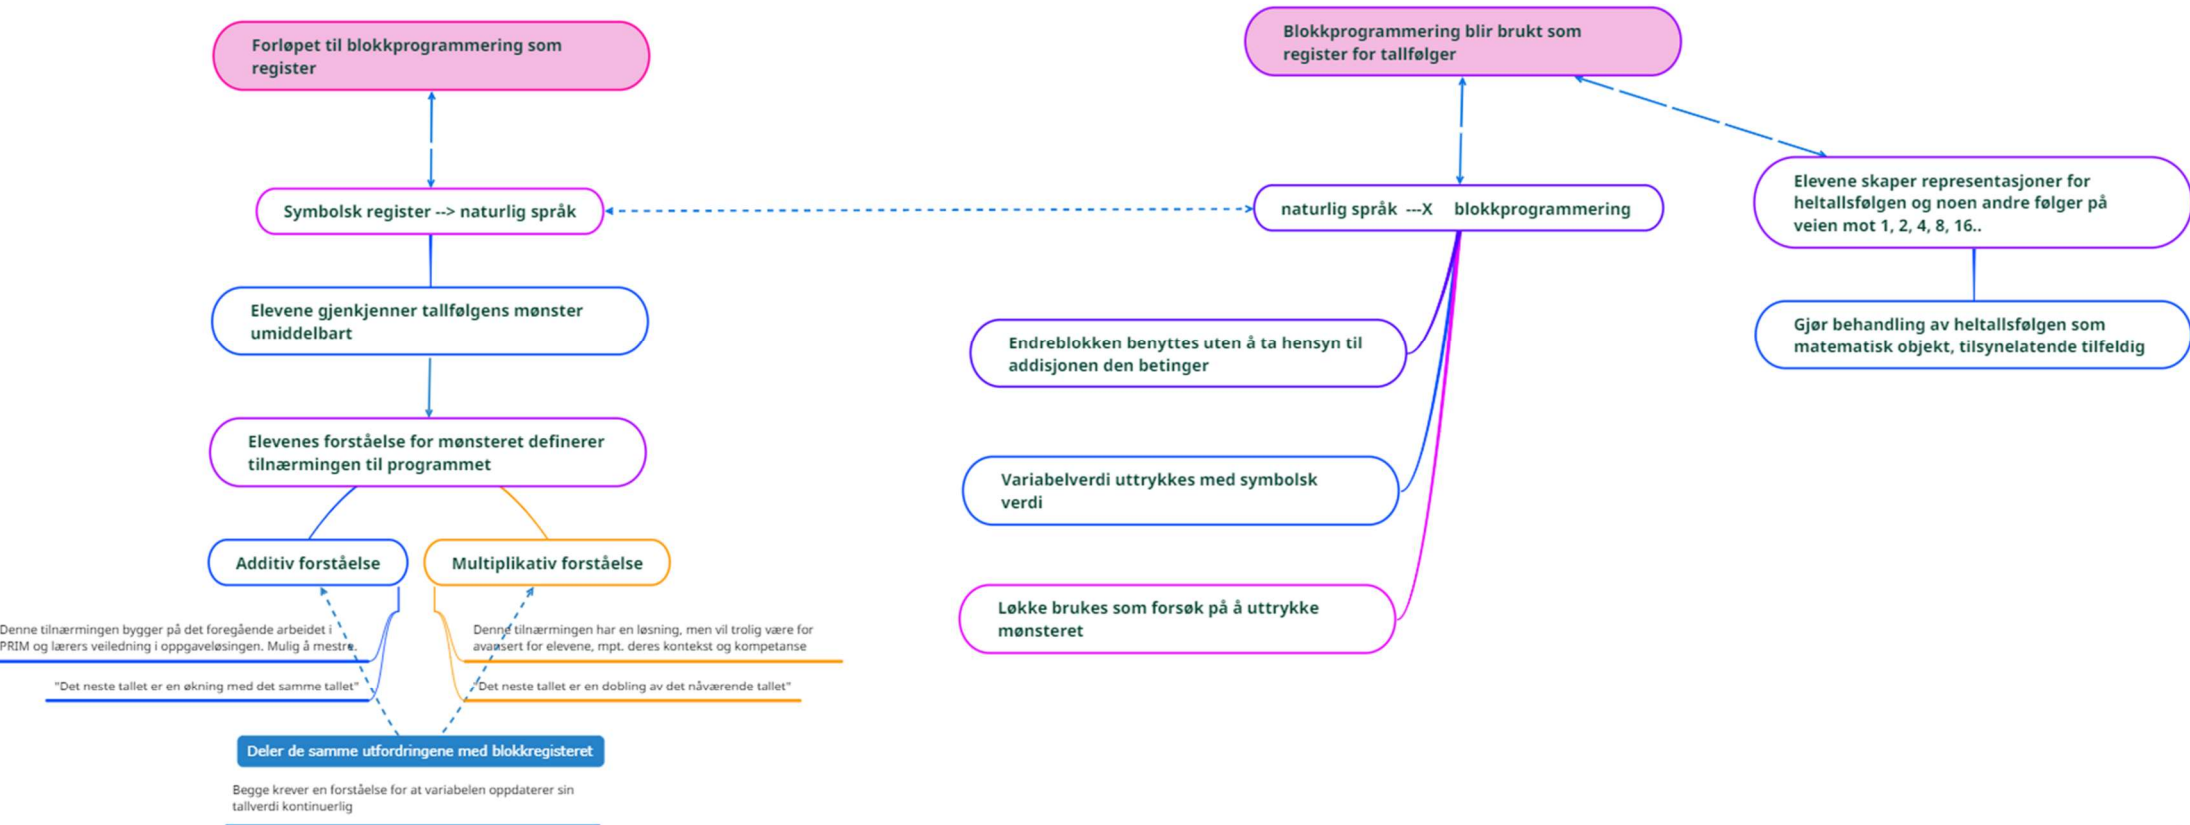 Forløpet til blokkprogrammering som
register
Symbolsk register --> naturlig språk
Elevene gjenkjenner tallfølgens mønster
umiddelbart
Elevenes forståelse for mønsteret definerer
tilnærmingen til programmet
Additiv forståelse
Multiplikativ forståelse
Denne tilnærmingen bygger på det foregående arbeidet i
PRIM og lærers veiledning i oppgaveløsingen. Mulig å mestre.
"Det neste tallet er en økning med det samme tallet"
Denne tilnærmingen har en løsning, men vil trolig være for
avansert for elevene, mpt. deres kontekst og kompetanse
"Det neste tallet er en dobling av det nåværende tallet"
Deler de samme utfordringene med blokkregisteret
Begge krever en forståelse for at variabelen oppdaterer sin
tallverdi kontinuerlig
Blokkprogrammering blir brukt som
register for tallfølger
naturlig språk ---X blokkprogrammering
Endreblokken benyttes uten å ta hensyn til
addisjonen den betinger
Variabelverdi uttrykkes med symbolsk
verdi
Løkke brukes som forsøk på å uttrykke
mønsteret
Elevene skaper representasjoner for
heltallsfølgen og noen andre følger på
veien mot 1, 2, 4, 8, 16..
Gjør behandling av heltallsfølgen som
matematisk objekt, tilsynelatende tilfeldig